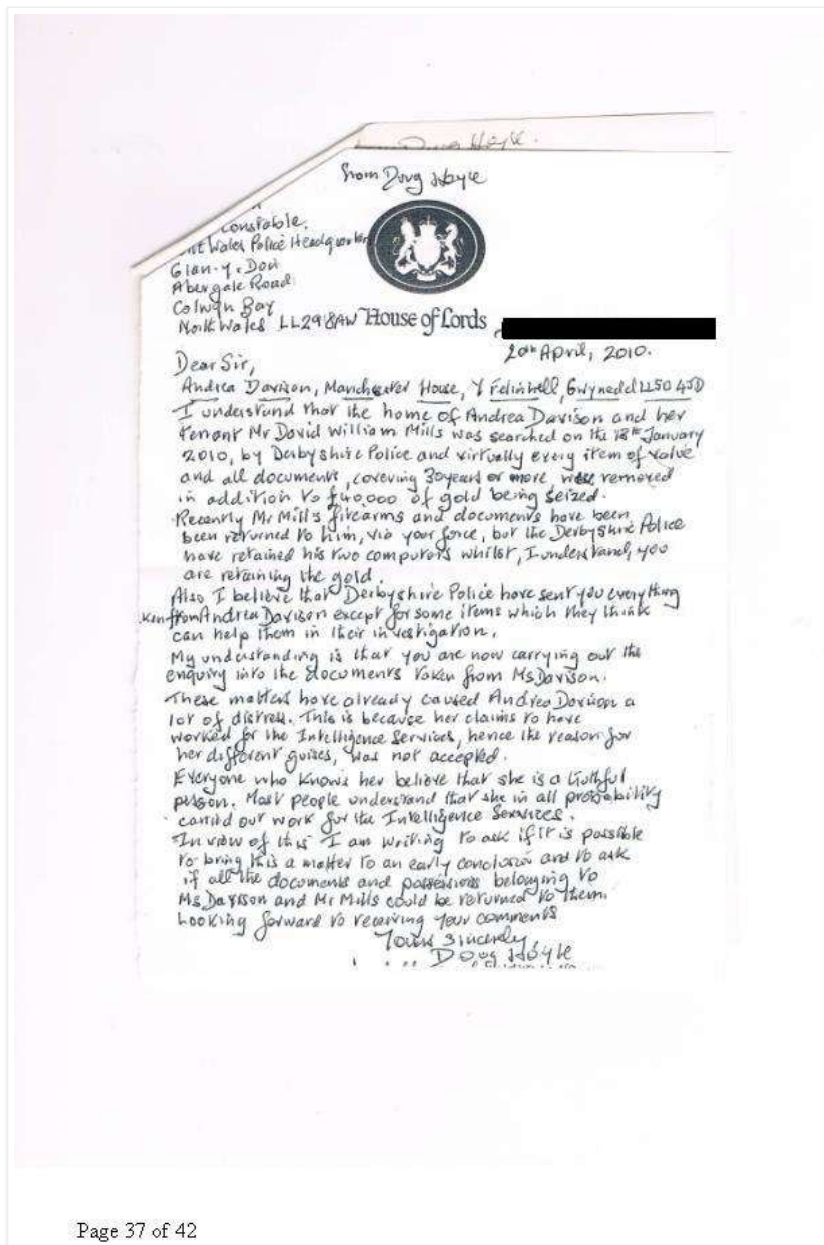 Doug Hoyle.
from Doug Hoyle
Constable.
Wales Police Headquarters
Glan-y-Don
Abergale Road
Colwyn Bay
North Wales LL29 8AW House of Lords
20th April, 2010.
Dear Sir,
Andrea Davison, Manchester House, Y Felinhell, Gwynedd LL50 4JD
I understand that the home of Andrea Davison and her
tenant Mr David William Mills was searched on the 13th January
2010, by Derbyshire Police and virtually every item of value
and all documents, covering 30 years or more, were removed
in addition to £40,000 of gold being seized.
Recently Mr Mills firearms and documents have been
been returned to him, via your force, but the Derbyshire Police
have retained his two computers whilst, I understand, you
are retaining the gold.
Also I believe that Derbyshire Police have sent you everything
ken from Andrea Davison except for some items which they think
can help them in their investigation.
My understanding is that you are now carrying out the
enquiry into the documents taken from Ms Davison.
These matters have already caused Andrea Davison a
lot of distress. This is because her claims to have
worked for the Intelligence Services, hence the reason for
her different guises, was not accepted.
Everyone who knows her believe that she is a truthful
person. Most people understand that she in all probability
carried out work for the Intelligence Services.
In view of this I am writing to ask if it is possible
to bring this a matter to an early conclusion and to ask
if all the documents and possessions belonging to
Ms Davison and Mr Mills could be returned to them.
Looking forward to receiving your comments
Yours sincerely,
Doug Hoyle
Page 37 of 42